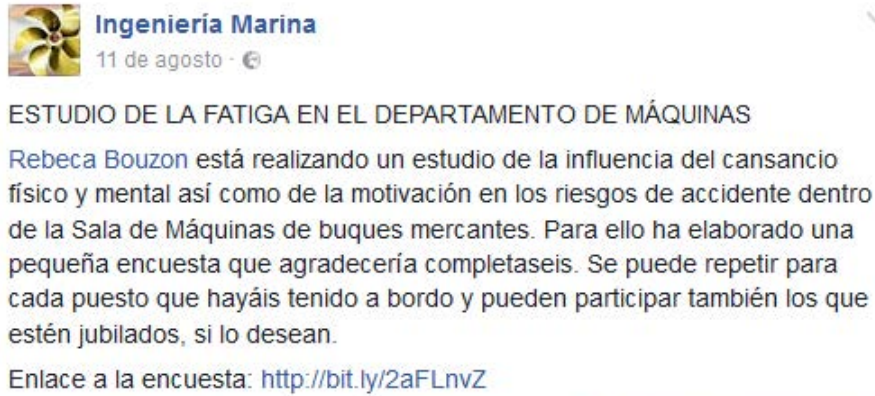 Ingeniería Marina
11 de agosto ·
ESTUDIO DE LA FATIGA EN EL DEPARTAMENTO DE MÁQUINAS
Rebeca Bouzon está realizando un estudio de la influencia del cansancio
físico y mental así como de la motivación en los riesgos de accidente dentro
de la Sala de Máquinas de buques mercantes. Para ello ha elaborado una
pequeña encuesta que agradecería completaseis. Se puede repetir para
cada puesto que hayáis tenido a bordo y pueden participar también los que
estén jubilados, si lo desean.
Enlace a la encuesta: http://bit.ly/2aFLnvZ